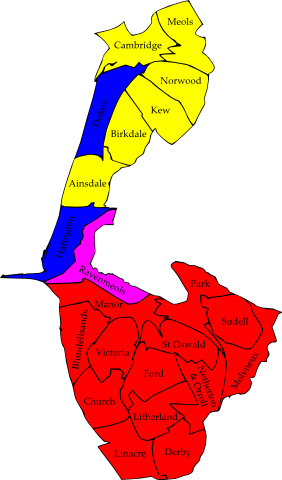 Meols
Cambridge
Norwood
Duke's
Kew
Birkdale
Ainsdale
Harington
Ravenmeols
Park
Manor
Sudell
Blundellsands
Victoria
St Oswald
Molyneux
Ford
Netherton
& Orrell
Church
Litherland
Linacre
Derby